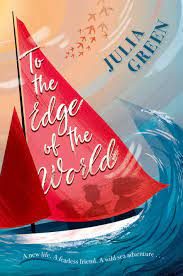 JULIA
GREEN
To
the
Edge
of the
World
A new life. A fearless friend. A wild sea adventure . . .